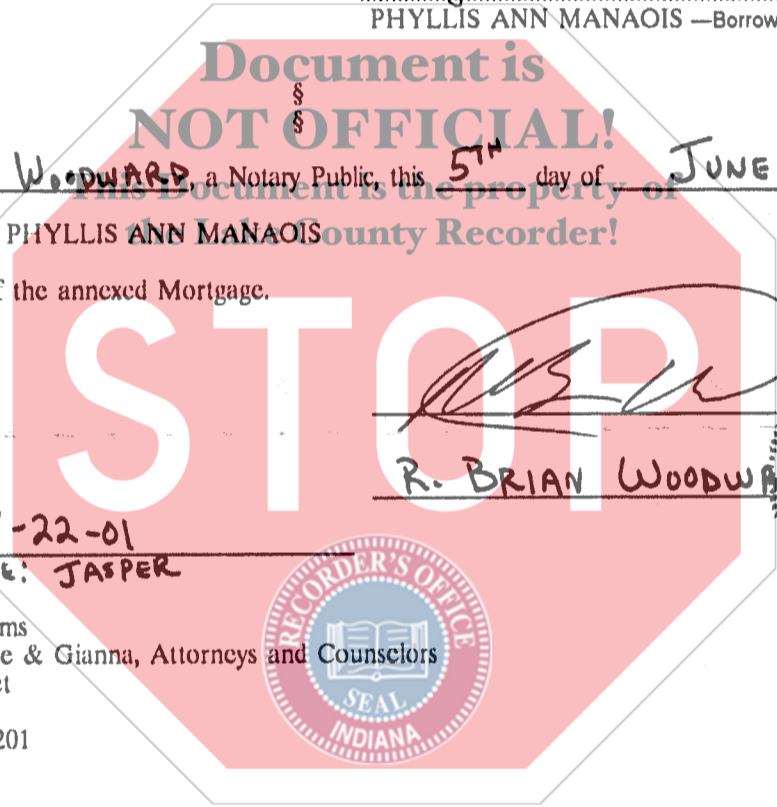 PHYLLIS ANN MANAOIS —Borrow
Document is
§
NOT OFFICIAL!
§
WOODWARD, a Notary Public, this 5TH day of JUNE
This Document is the property of
PHYLLIS ANN MANAOIS
the Lake County Recorder!
f the annexed Mortgage.
STOP
R. BRIAN WOODWA
-22-01
E: JASPER
RECORDER'S OFFICE
ms
e & Gianna, Attorneys and Counselors
et
SEAL
201
INDIANA